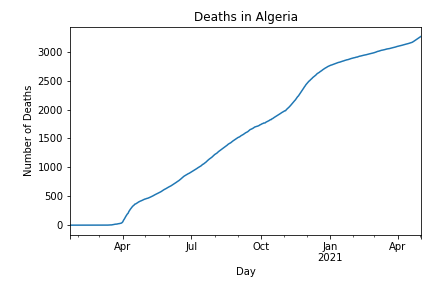 Deaths in Algeria
Number of Deaths
3000
2500
2000
1500
1000
500
0
Apr
Jul
Oct
Jan
2021
Apr
Day